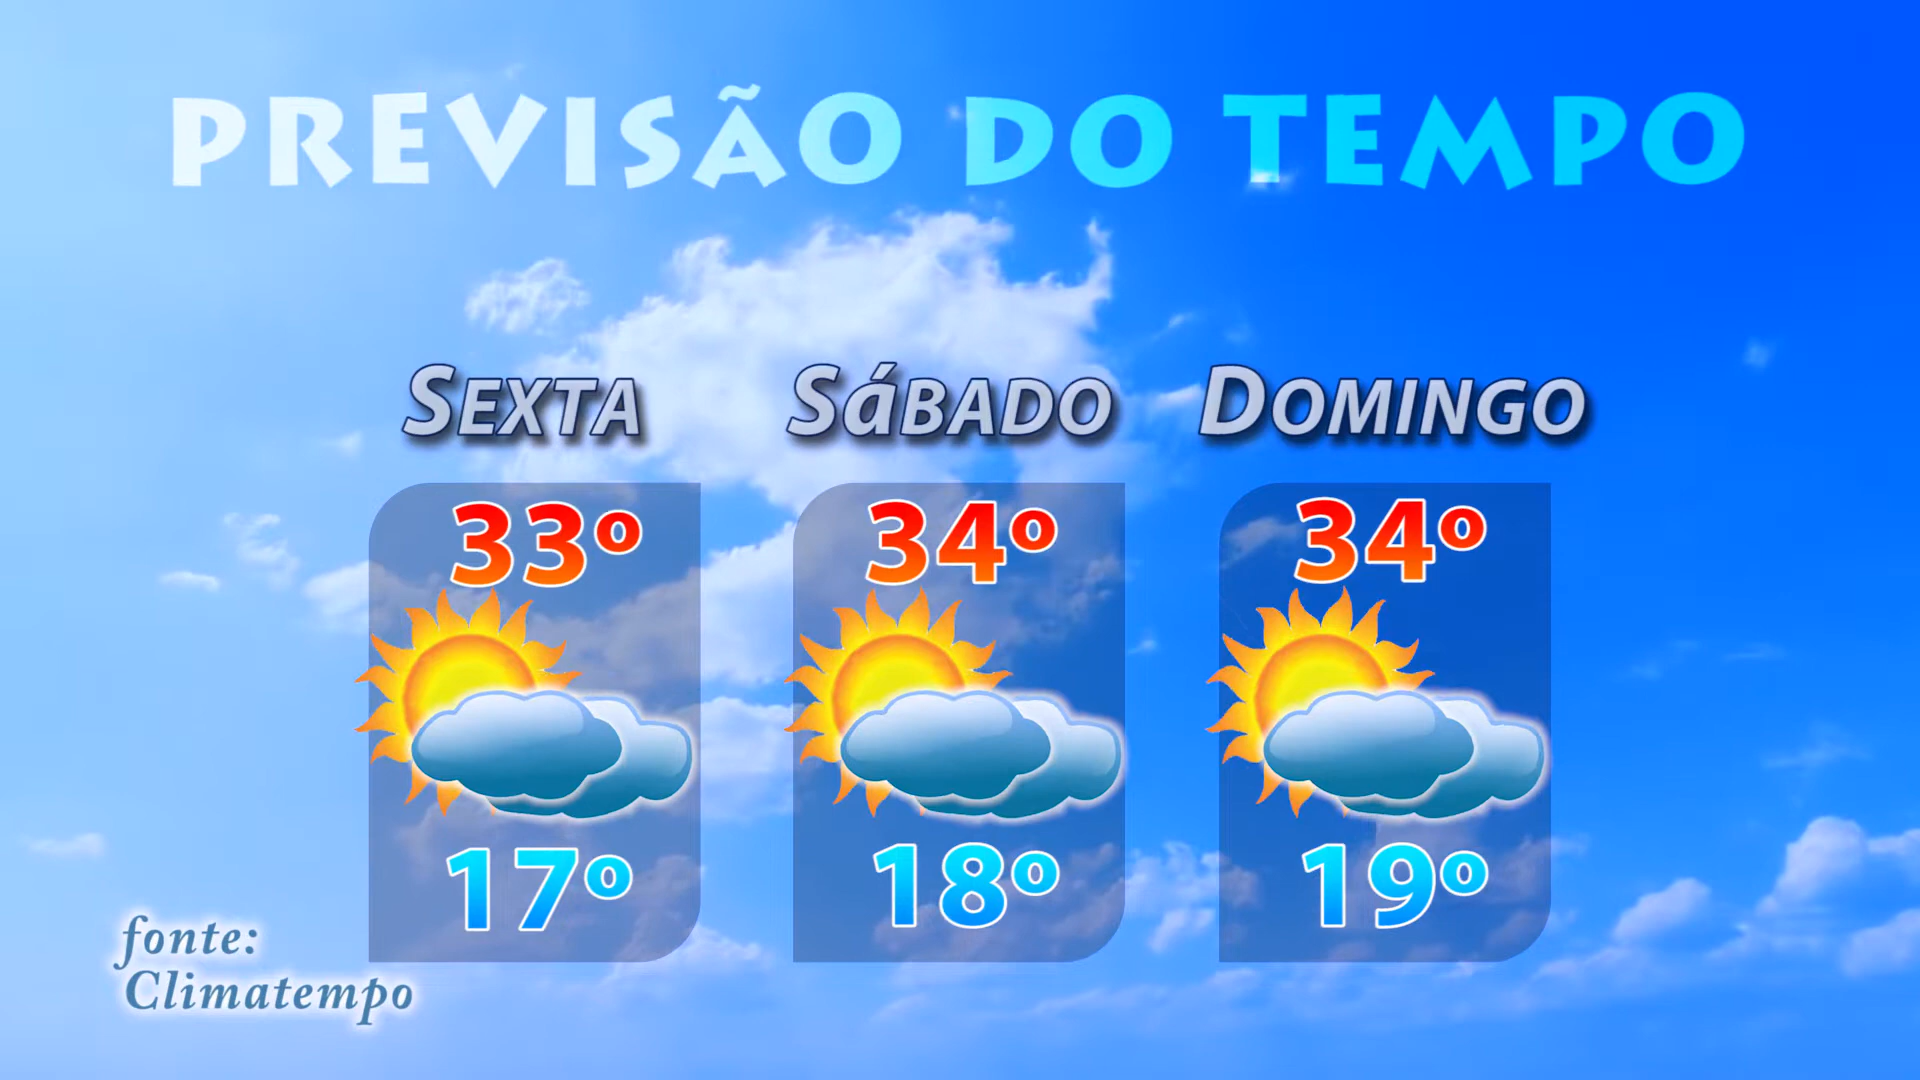 PREVISÃO DO TEMPO
SEXTA SáBADO DOMINGO
33º 34º 34º
17º 18º 19º
fonte:
Climatempo